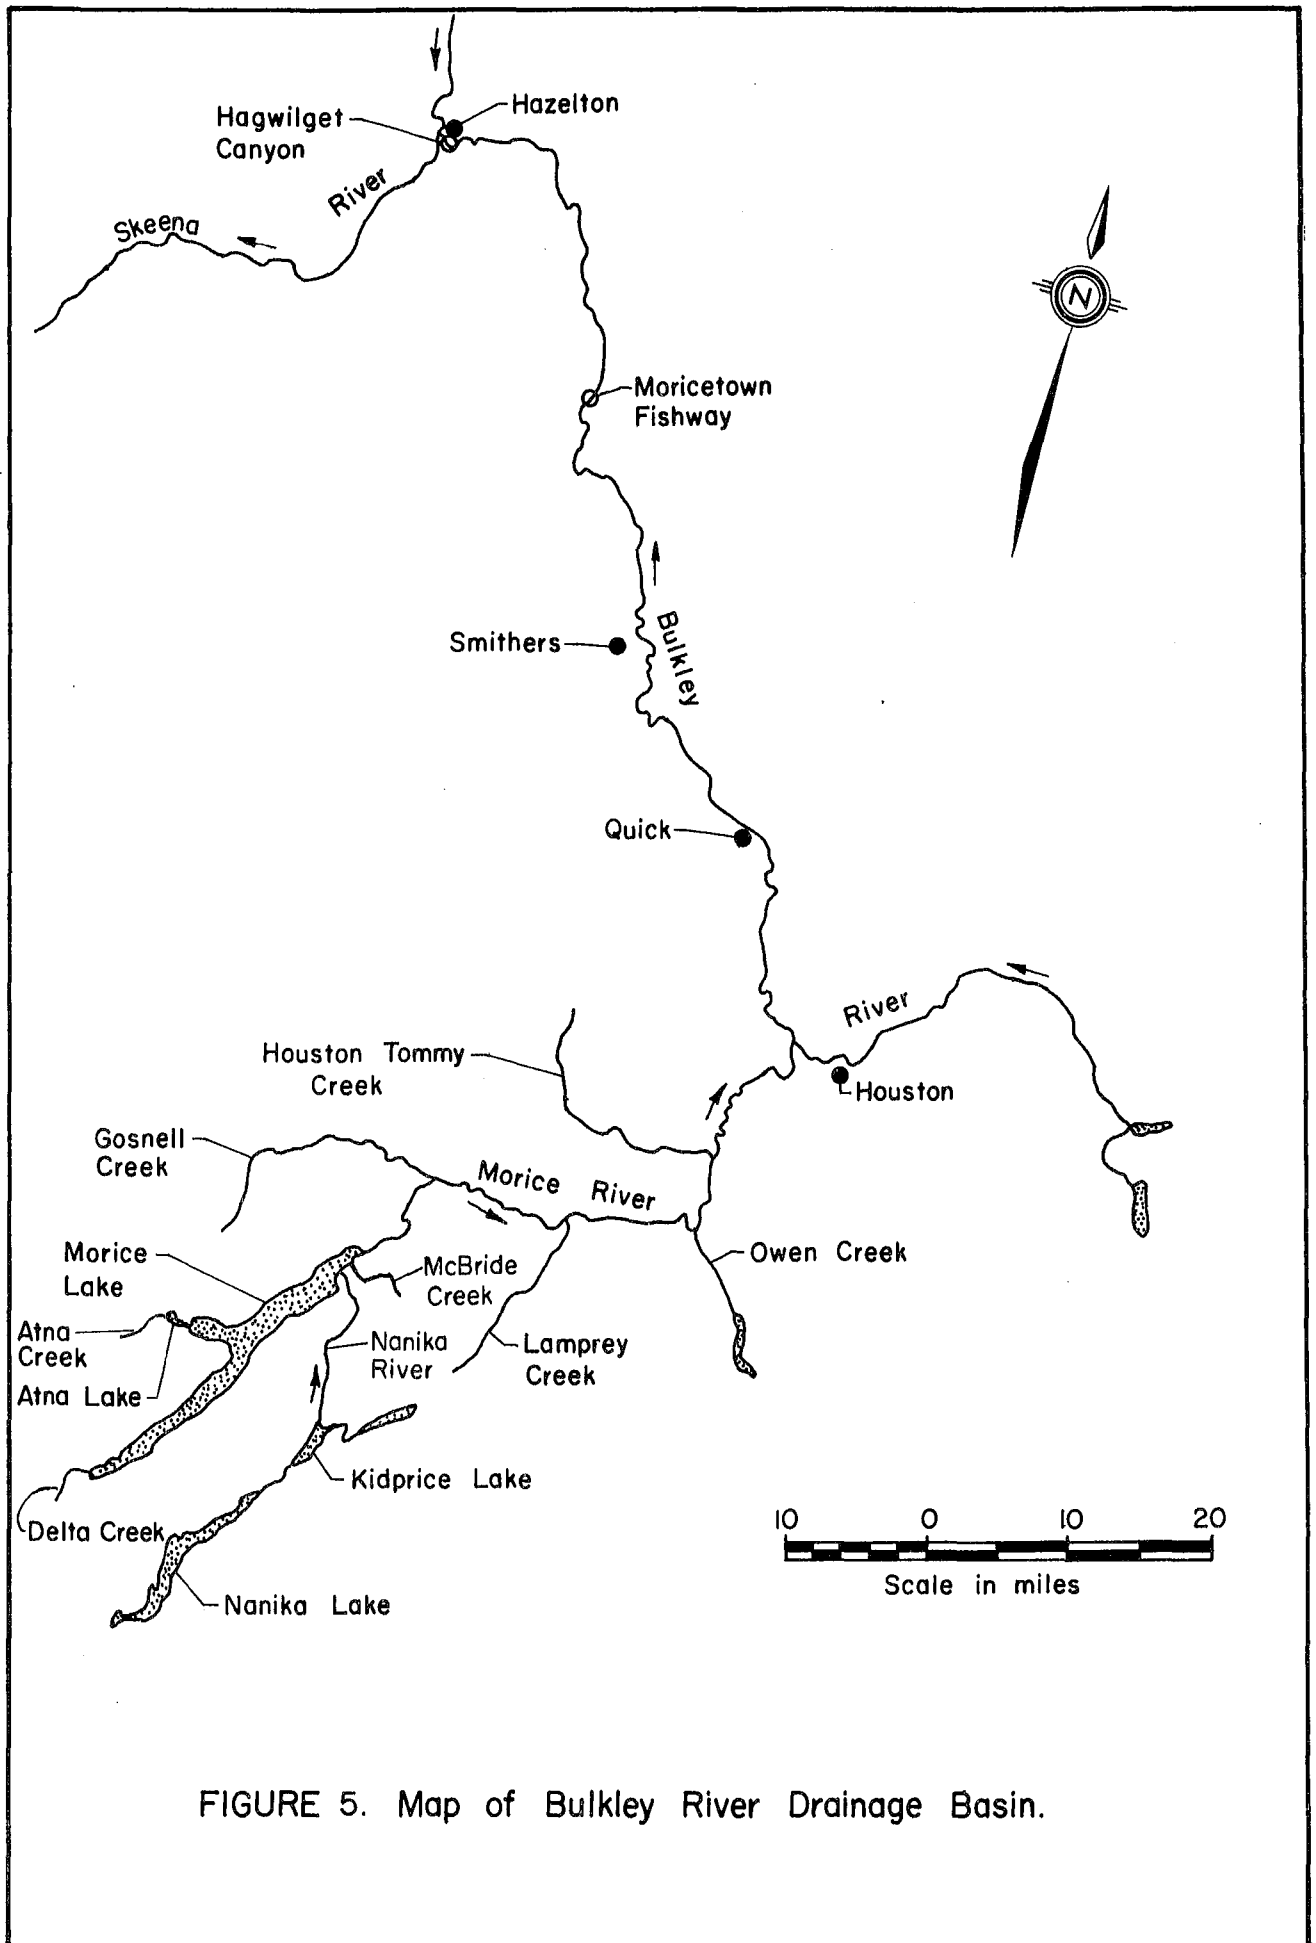 Hazelton
Hagwilget
Canyon
River
Skeena
N
Moricetown
Fishway
Smithers
Bulkley
Quick
River
Houston Tommy
Creek
Houston
Gosnell
Creek
Morice River
Morice
Lake
Owen Creek
McBride
Creek
Atna
Creek
Nanika
River
Lamprey
Creek
Atna Lake
Kidprice Lake
Delta Creek
Nanika Lake
10 0 10 20
Scale in miles
FIGURE 5. Map of Bulkley River Drainage Basin.